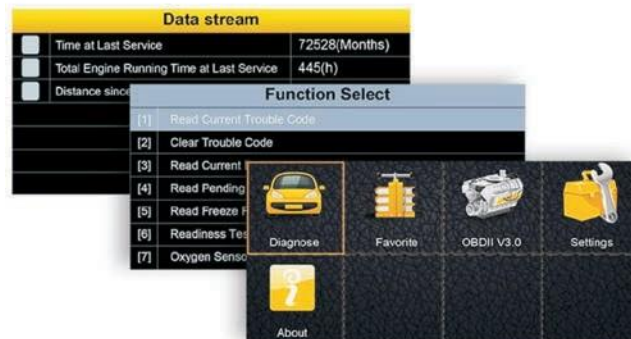 Data stream
Time at Last Service 72528(Months)
Total Engine Running Time at Last Service 445(h)
Distance since
Function Select
[1] Read Current Trouble Code
[2] Clear Trouble Code
[3] Read Current
[4] Read Pending
[5] Read Freeze
[6] Readiness Tes
[7] Oxygen Senso
Diagnose Favorite OBDII V3.0 Settings
About